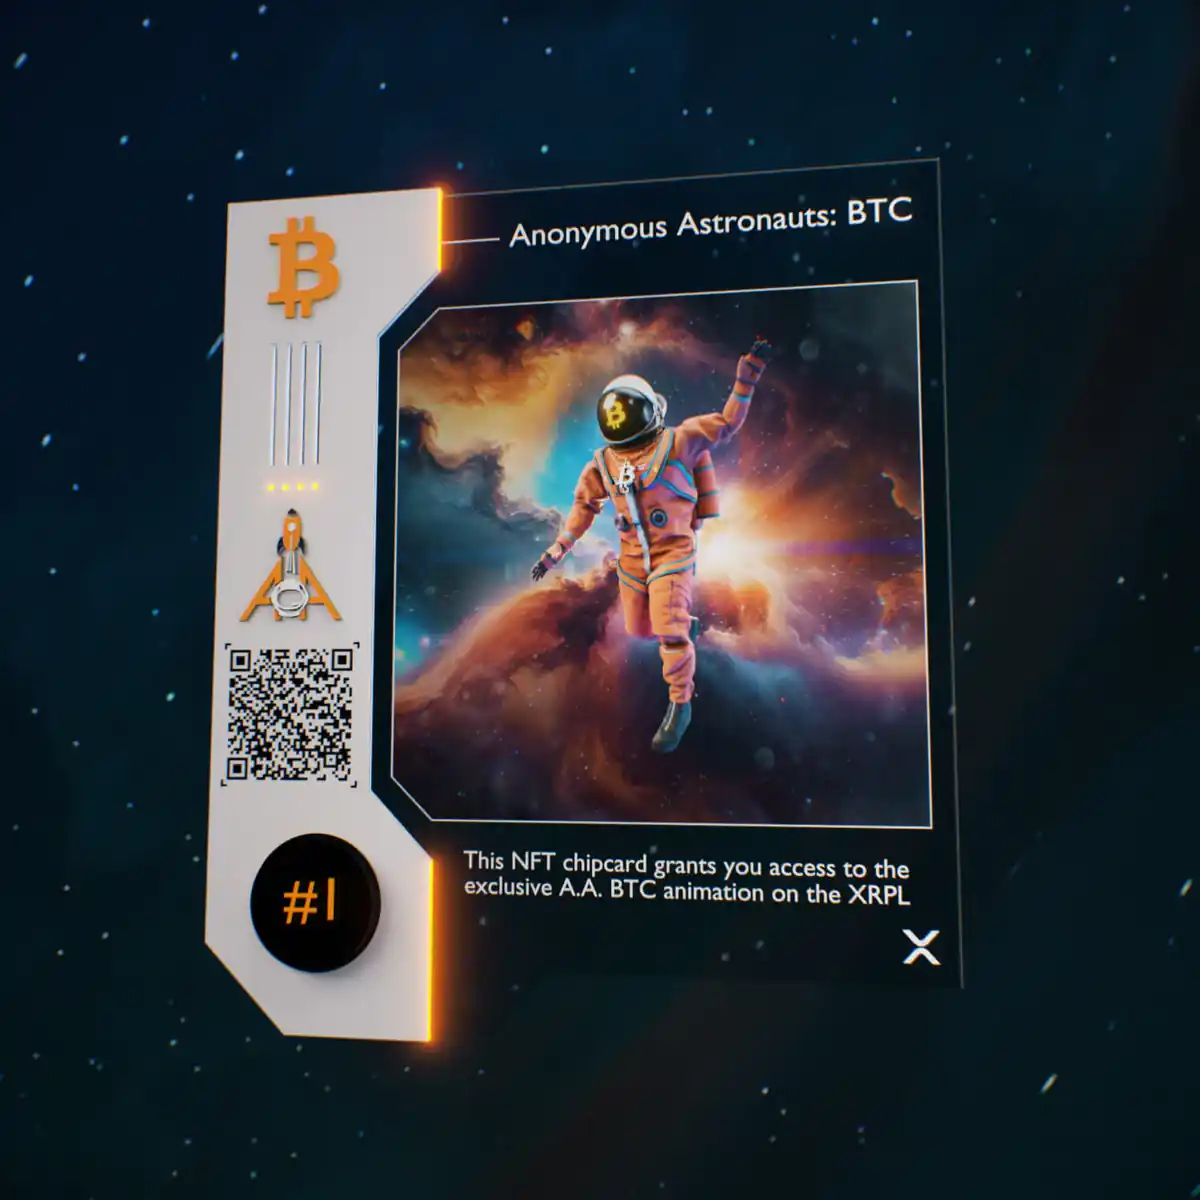 Anonymous Astronauts: BTC
This NFT chipcard grants you access to the
exclusive A.A. BTC animation on the XRPL
#1